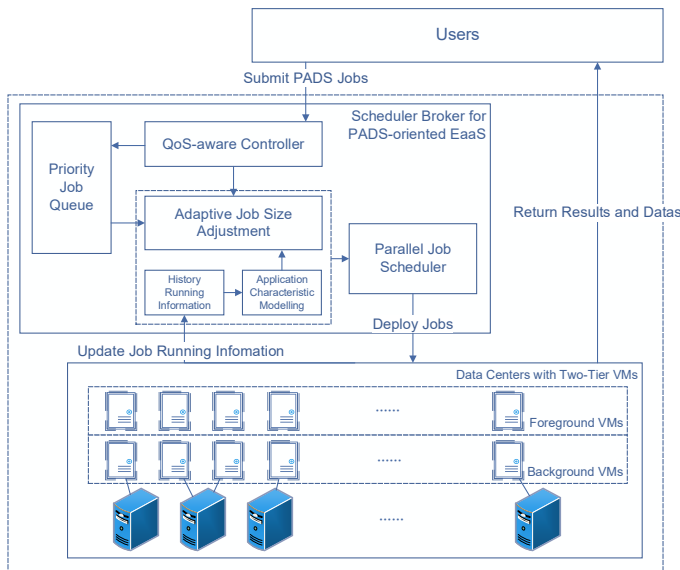 Users
Submit PADS Jobs
Scheduler Broker for
PADS-oriented EaaS
QoS-aware Controller
Priority
Job
Queue
Adaptive Job Size
Adjustment
Return Results and Datas
Parallel Job
Scheduler
History
Running
Information
Application
Characteristic
Modelling
Deploy Jobs
Update Job Running Infomation
Data Centers with Two-Tier VMs
......
Foreground VMs
......
Background VMs
......